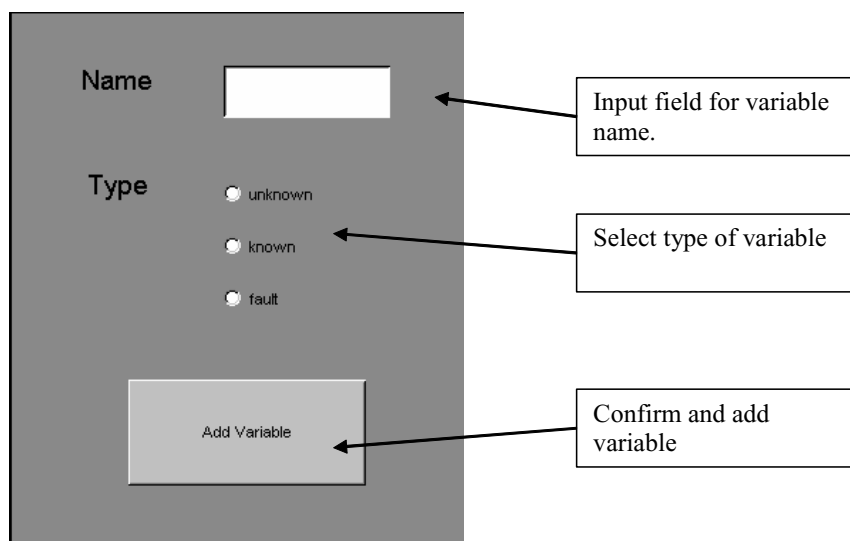 Name
Input field for variable
name.
Type
unknown
Select type of variable
known
fault
Add Variable
Confirm and add
variable